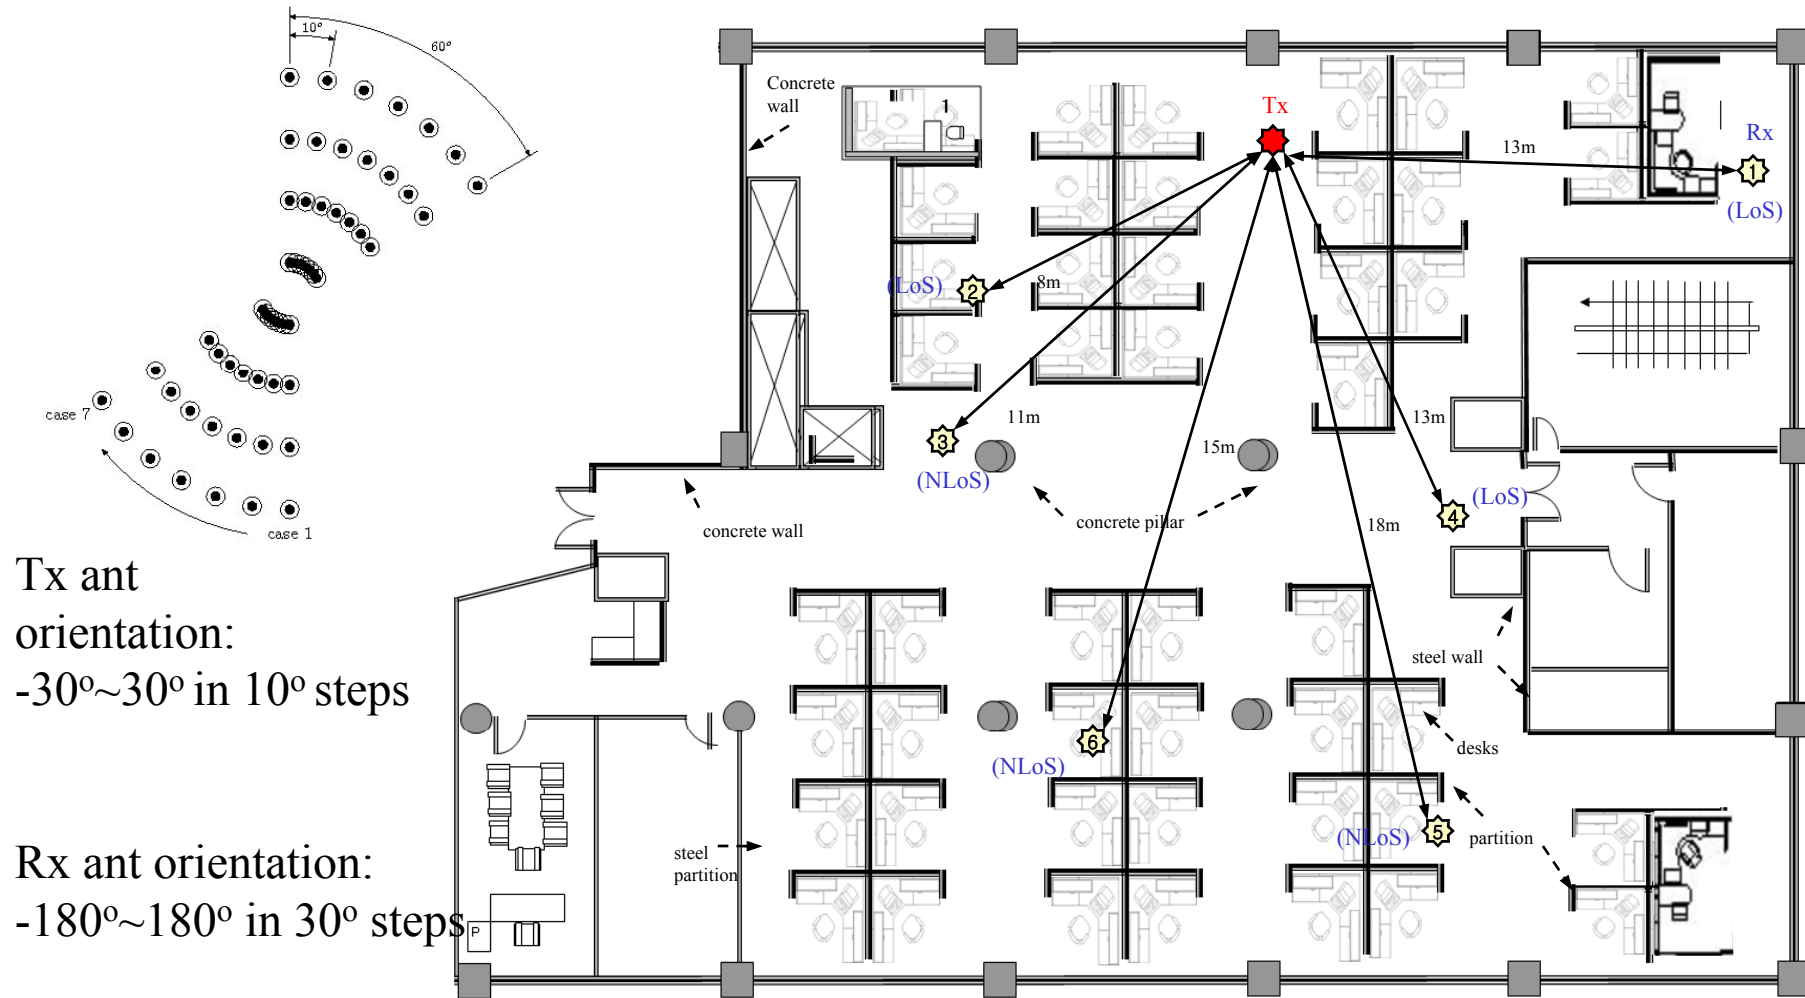 10°
60°
case 7
case 1
Tx ant
orientation:
-30º~30º in 10º steps
Rx ant orientation:
-180º~180º in 30º steps
Concrete
wall
1
Tx
13m
Rx
1
(LoS)
(LoS)
2
8m
3
(NLoS)
11m
15m
13m
(LoS)
4
concrete wall
concrete pillar
18m
steel wall
6
(NLoS)
desks
(NLoS)
5
partition
steel
partition
P